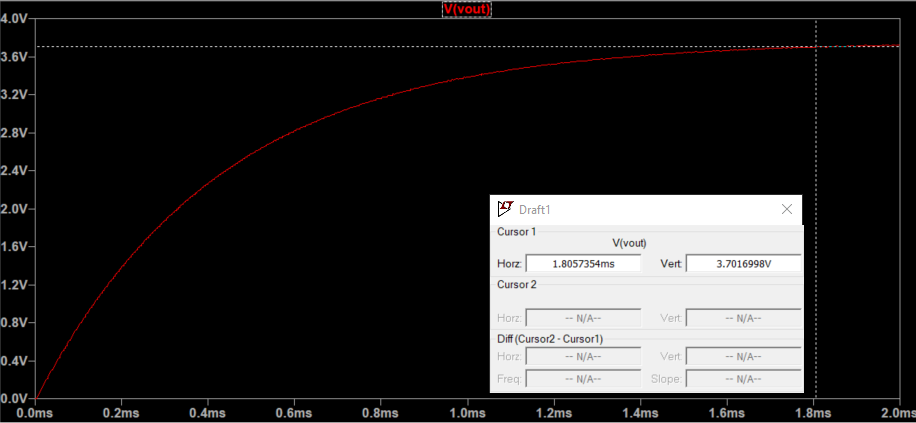 V(vout)
4.0V
3.6V
3.2V
2.8V
2.4V
2.0V
1.6V
1.2V
0.8V
0.4V
0.0V
0.0ms 0.2ms 0.4ms 0.6ms 0.8ms 1.0ms 1.2ms 1.4ms 1.6ms 1.8ms 2.0ms
Draft1
Cursor 1
V(vout)
Horz: 1.8057354ms Vert: 3.7016998V
Cursor 2
Horz: -- N/A-- Vert: -- N/A--
Diff (Cursor2 - Cursor1)
Horz: -- N/A-- Vert: -- N/A--
Freq: -- N/A-- Slope: -- N/A--